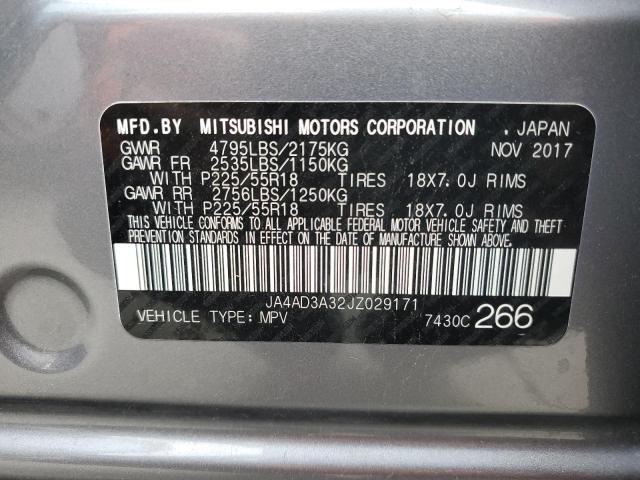 MFD.BY MITSUBISHI MOTORS CORPORATION . JAPAN
GVWR 4795LBS/2175KG NOV 2017
GAWR FR 2535LBS/1150KG
WITH P225/55R18 TIRES 18X7.0J RIMS
GAWR RR 2756LBS/1250KG
WITH P225/55R18 TIRES 18X7.0J RIMS
THIS VEHICLE CONFORMS TO ALL APPLICABLE FEDERAL MOTOR VEHICLE SAFETY AND THEFT
PREVENTION STANDARDS IN EFFECT ON THE DATE OF MANUFACTURE SHOWN ABOVE.
JA4AD3A32JZ029171
VEHICLE TYPE:MPV 7430C 266